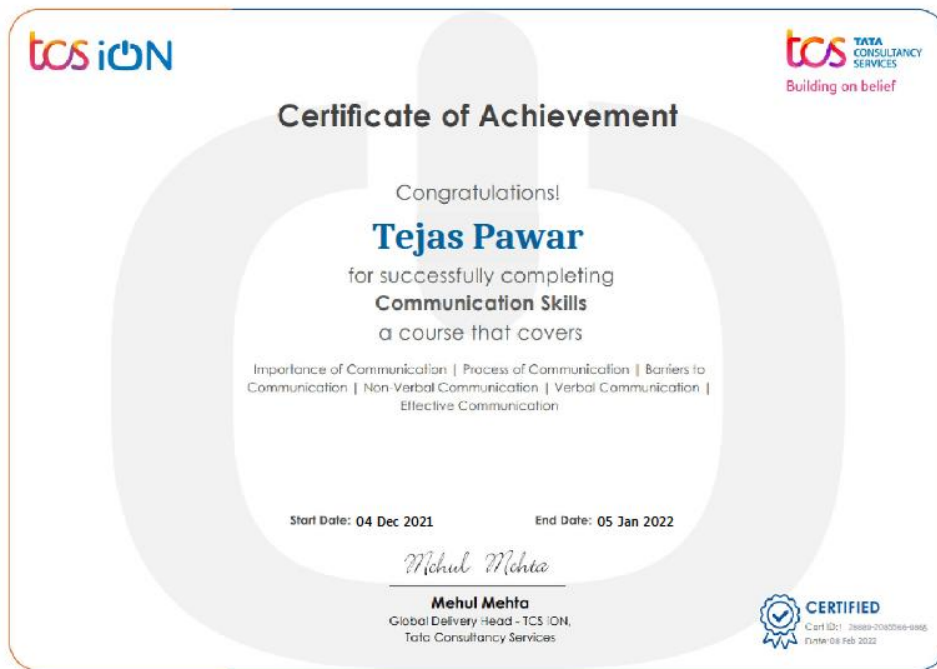 tcs iON
tcs TATA
CONSULTANCY
SERVICES
Building on belief
Certificate of Achievement
Congratulations!
Tejas Pawar
for successfully completing
Communication Skills
a course that covers
Importance of Communication | Process of Communication | Barriers to
Communication | Non-Verbal Communication | Verbal Communication |
Effective Communication
Start Date: 04 Dec 2021 End Date: 05 Jan 2022
Mehul Mehta
Mehul Mehta
Global Delivery Head - TCS iON,
Tata Consultancy Services
CERTIFIED
Cert ID:
Date: 08 Feb 2022